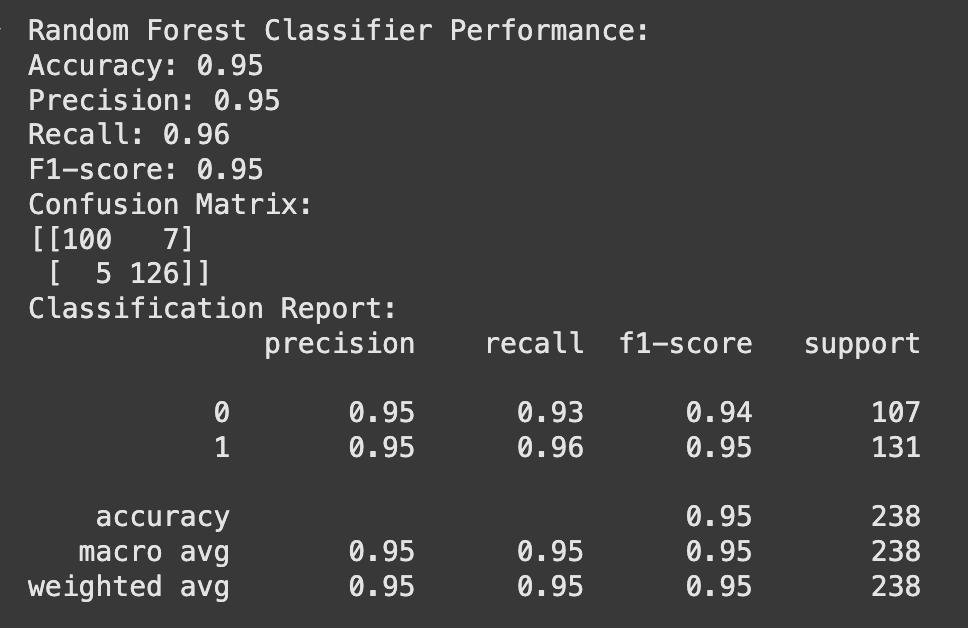 Random Forest Classifier Performance:
Accuracy: 0.95
Precision: 0.95
Recall: 0.96
F1-score: 0.95
Confusion Matrix:
[[100   7]
 [  5 126]]
Classification Report:
              precision    recall  f1-score   support

           0       0.95      0.93      0.94       107
           1       0.95      0.96      0.95       131

    accuracy                           0.95       238
   macro avg       0.95      0.95      0.95       238
weighted avg       0.95      0.95      0.95       238